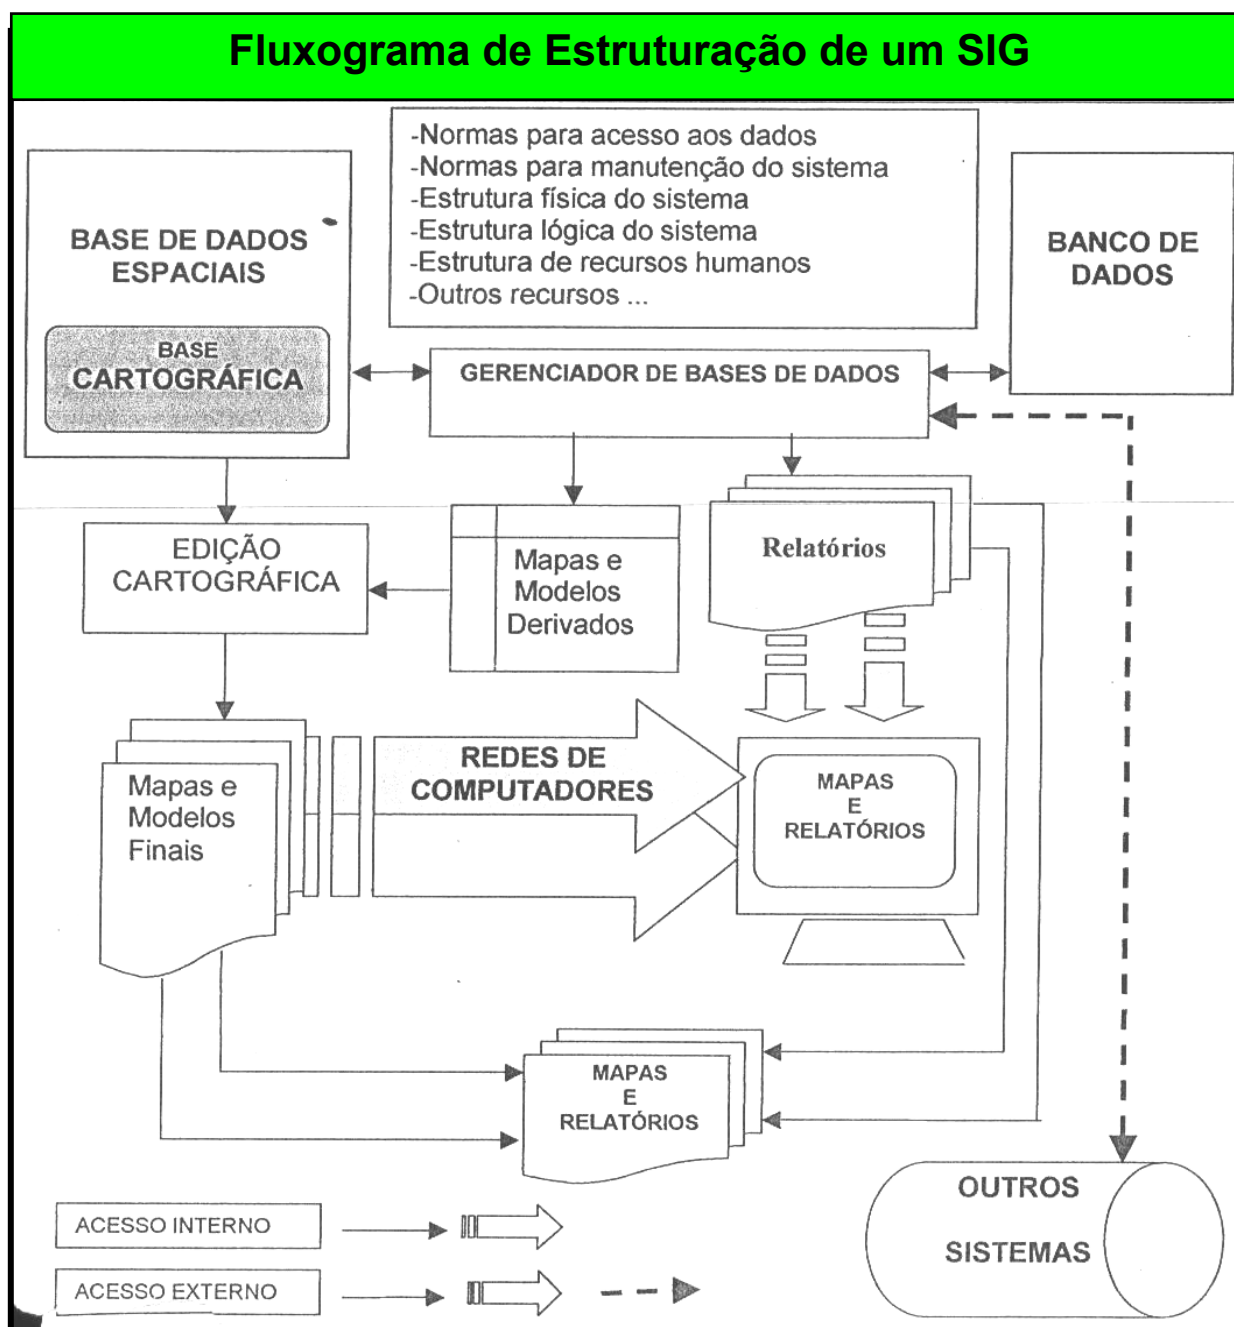 Fluxograma de Estruturação de um SIG
-Normas para acesso aos dados
-Normas para manutenção do sistema
-Estrutura física do sistema
-Estrutura lógica do sistema
-Estrutura de recursos humanos
-Outros recursos ...
BASE DE DADOS
ESPACIAIS
BASE
CARTOGRÁFICA
GERENCIADOR DE BASES DE DADOS
BANCO DE
DADOS
EDIÇÃO
CARTOGRÁFICA
Mapas e
Modelos
Derivados
Relatórios
Mapas e
Modelos
Finais
REDES DE
COMPUTADORES
MAPAS
E
RELATÓRIOS
MAPAS
E
RELATÓRIOS
OUTROS
SISTEMAS
ACESSO INTERNO
ACESSO EXTERNO